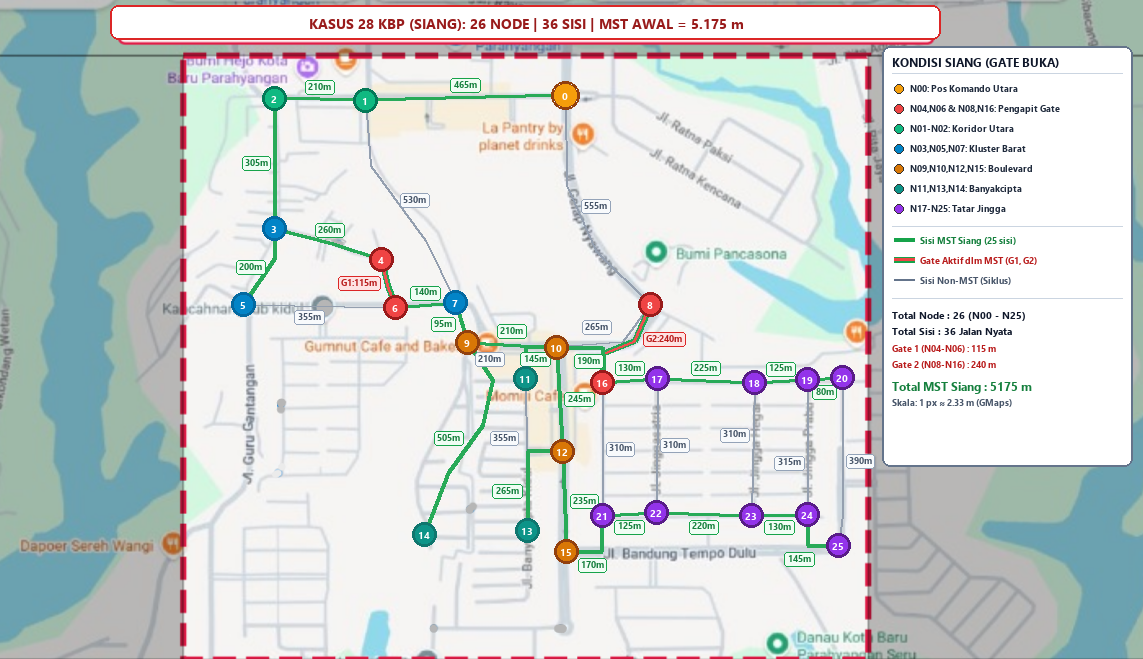 KASUS 28 KBP (SIANG): 26 NODE | 36 SISI | MST AWAL = 5.175 m
Parahyangan
Bumi Hejo Kota
Baru Parahyangan
2
210m
1
465m
0
La Pantry by
planet drinks
Jl. Ratna Paksi
Jl. Ratna Kencana
305m
530m
555m
Jl. Gelap Nyawang
3
260m
4
Bumi Pancasona
200m
G1:115m
5
355m
6
140m
7
8
95m
210m
265m
G2:240m
Gumnut Cafe and Bake
9
210m
10
145m
190m
11
130m
225m
125m
16
17
18
19
20
80m
245m
Jl. Guru Gantangan
505m
355m
12
310m
310m
310m
315m
390m
265m
235m
14
13
21
22
23
24
125m
220m
130m
15
25
170m
145m
Jl. Bandung Tempo Dulu
Dapoer Sereh Wangi
Danau Kota Baru
Parahyangan Seru
KONDISI SIANG (GATE BUKA)
N00: Pos Komando Utara
N04,N06 & N08,N16: Pengapit Gate
N01-N02: Koridor Utara
N03,N05,N07: Kluster Barat
N09,N10,N12,N15: Boulevard
N11,N13,N14: Banyakcipta
N17-N25: Tatar Jingga
Sisi MST Siang (25 sisi)
Gate Aktif dlm MST (G1, G2)
Sisi Non-MST (Siklus)
Total Node : 26 (N00 - N25)
Total Sisi : 36 Jalan Nyata
Gate 1 (N04-N06) : 115 m
Gate 2 (N08-N16) : 240 m
Total MST Siang : 5175 m
Skala: 1 px ≈ 2.33 m (GMaps)